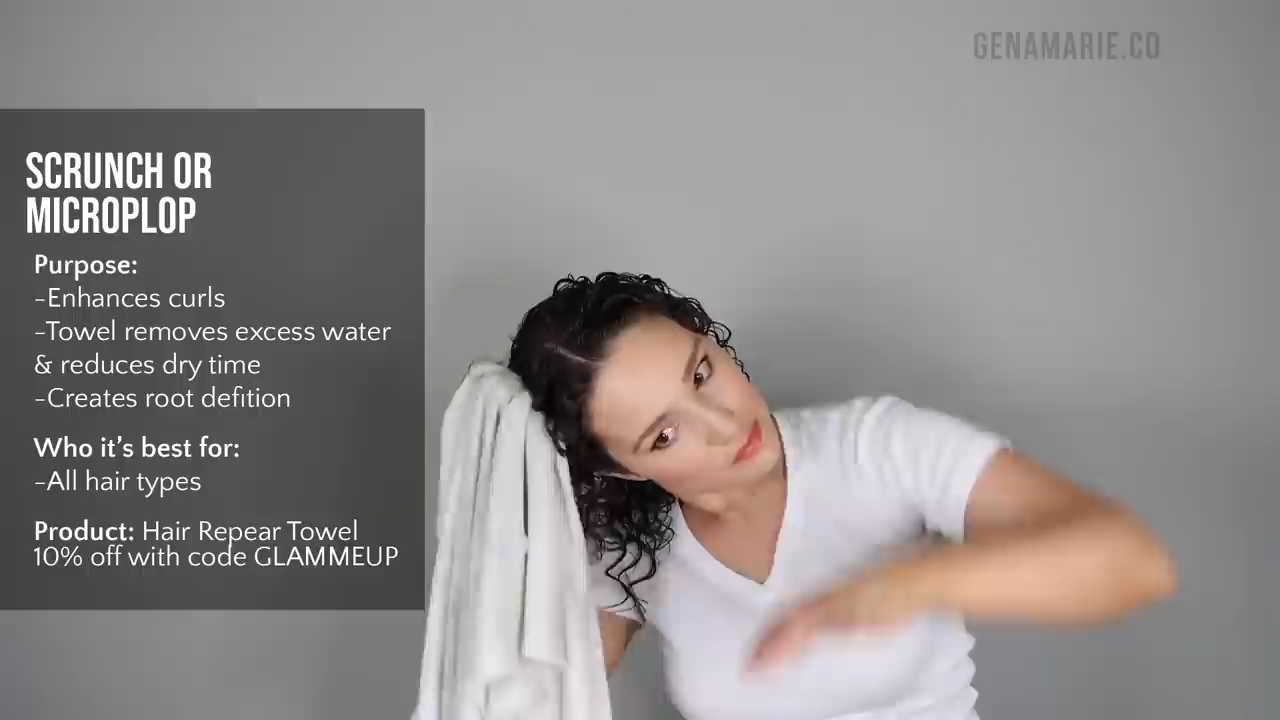 GENAMARIE.CO
SCRUNCH OR
MICROPLOP
Purpose:
-Enhances curls
-Towel removes excess water
& reduces dry time
-Creates root defition
Who it's best for:
-All hair types
Product: Hair Repear Towel
10% off with code GLAMMEUP